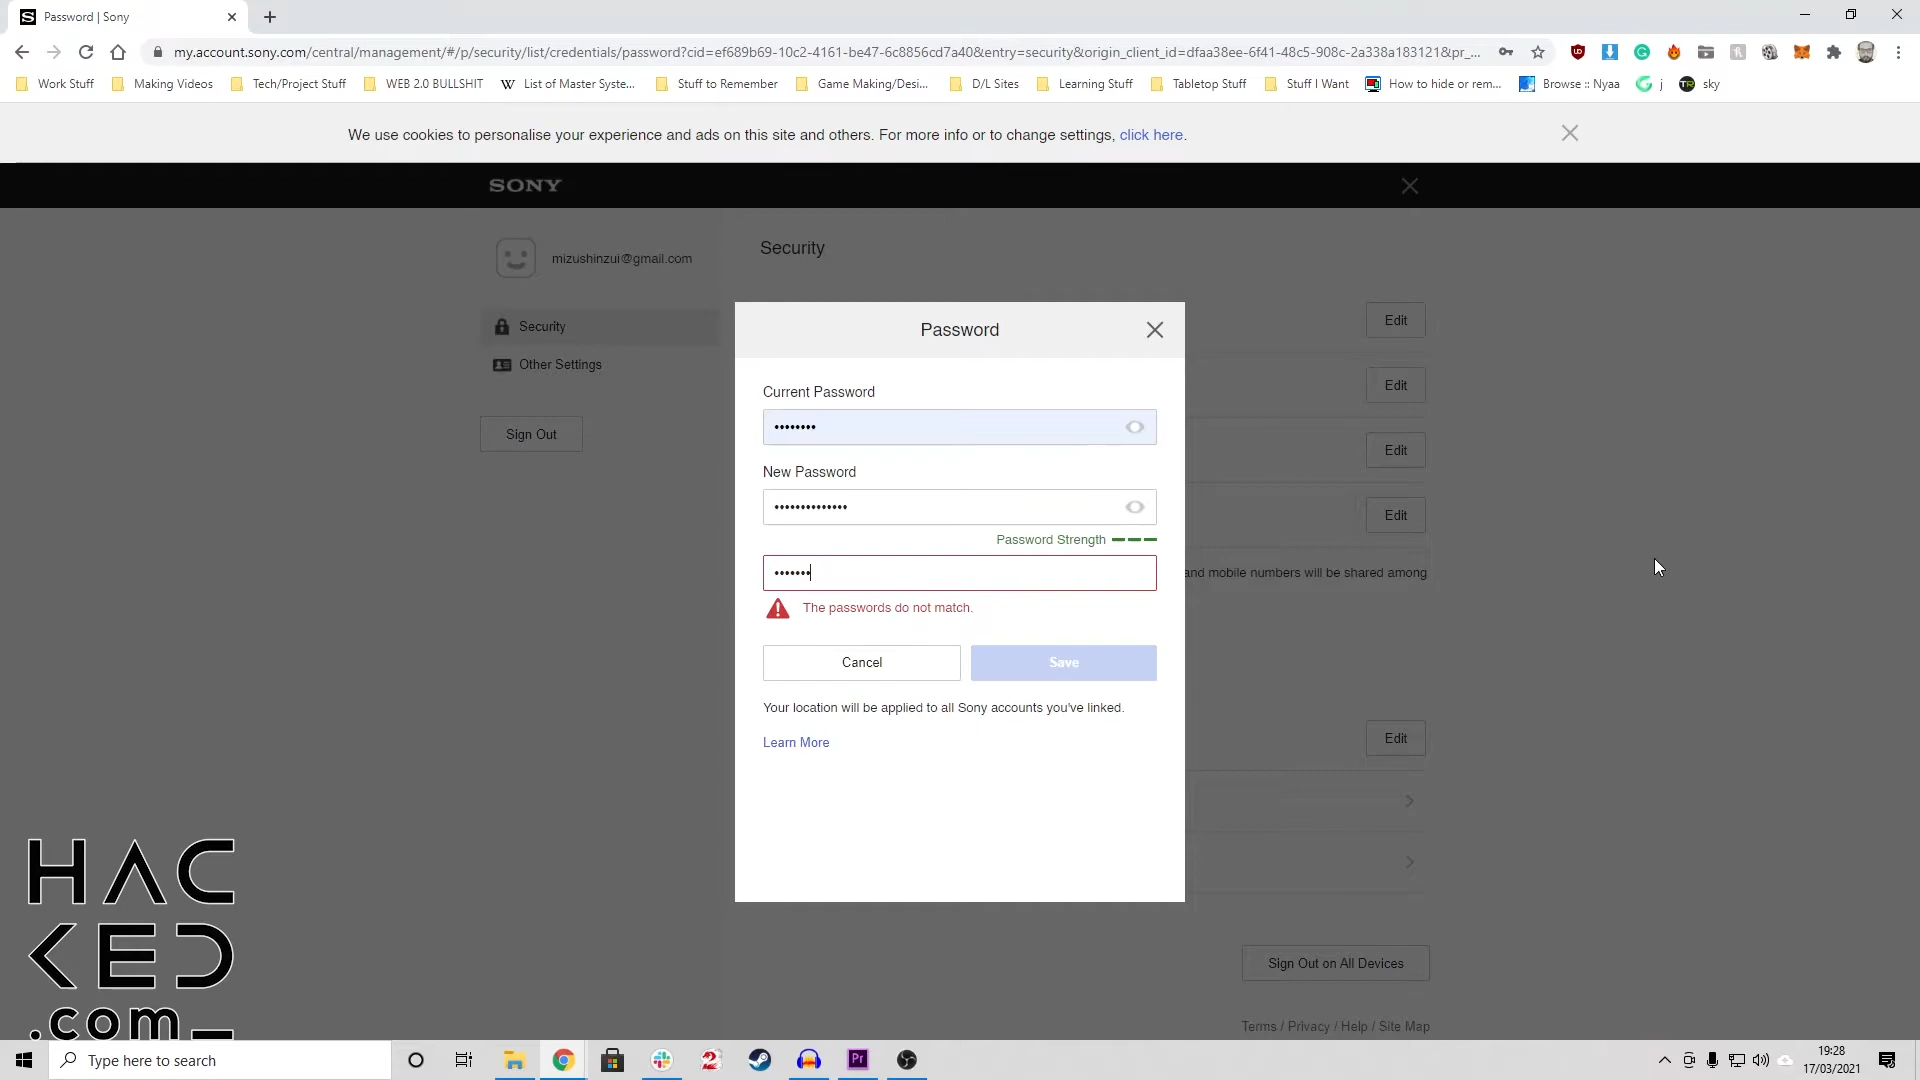 Password | Sony
my.account.sony.com/central/management/#/p/security/list/credentials/password?cid=ef689b69-10c2-4161-be47-6c8856cd7a40&entry=security&origin_client_id=dfaa38ee-6f41-48c5-908c-2a338a183121&pr_...
Work Stuff Making Videos Tech/Project Stuff WEB 2.0 BULLSHIT W List of Master Syste... Stuff to Remember Game Making/Desi... D/L Sites Learning Stuff Tabletop Stuff Stuff I Want How to hide or rem... Browse :: Nyaa j TR sky
We use cookies to personalise your experience and ads on this site and others. For more info or to change settings, click here.
SONY
mizushinzui@gmail.com
Security
Other Settings
Sign Out
Security
Edit
Edit
Edit
Edit
and mobile numbers will be shared among
Edit
Password
Current Password
••••••••
New Password
••••••••••••••
Password Strength
•••••••
The passwords do not match.
Cancel Save
Your location will be applied to all Sony accounts you've linked.
Learn More
Sign Out on All Devices
Terms / Privacy / Help / Site Map
HAC
KED
.com_
Type here to search
Pr
19:28
17/03/2021